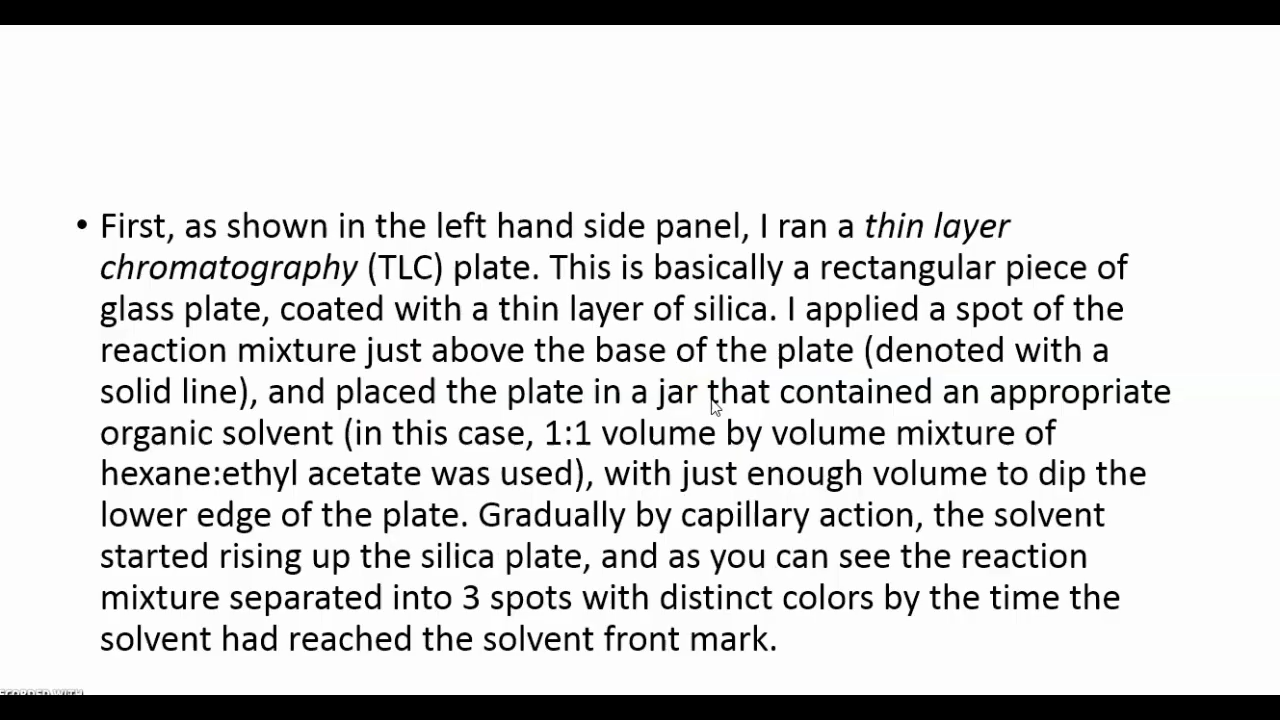 • First, as shown in the left hand side panel, I ran a thin layer
chromatography (TLC) plate. This is basically a rectangular piece of
glass plate, coated with a thin layer of silica. I applied a spot of the
reaction mixture just above the base of the plate (denoted with a
solid line), and placed the plate in a jar that contained an appropriate
organic solvent (in this case, 1:1 volume by volume mixture of
hexane:ethyl acetate was used), with just enough volume to dip the
lower edge of the plate. Gradually by capillary action, the solvent
started rising up the silica plate, and as you can see the reaction
mixture separated into 3 spots with distinct colors by the time the
solvent had reached the solvent front mark.